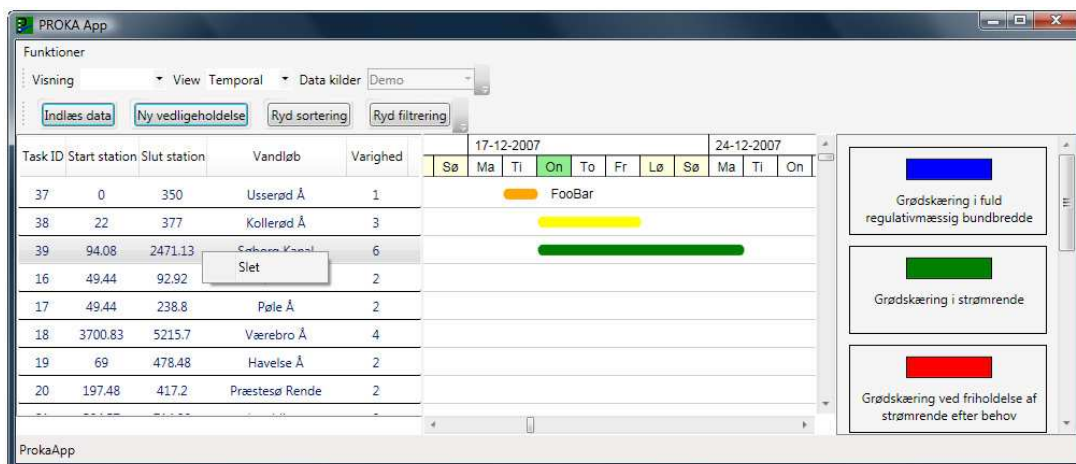 PROKA App
Funktioner
Visning View Temporal Data kilder Demo
Indlæs data Ny vedligeholdelse Ryd sortering Ryd filtrering
17-12-2007 24-12-2007
Task ID Start station Slut station Vandløb Varighed
Sø Ma Ti On To Fr Lø Sø Ma Ti On
37 0 350 Usserød Å 1 FooBar
38 22 377 Kollerød Å 3
39 94.08 2471.13 Søborg Kanal 6
Slet
16 49.44 92.92 2
17 49.44 238.8 Pøle Å 2
18 3700.83 5215.7 Værebro Å 4
19 69 478.48 Havelse Å 2
20 197.48 417.2 Præstesø Rende 2
Grødskæring i fuld
regulativmæssig bundbredde
Grødskæring i strømrende
Grødskæring ved friholdelse af
strømrende efter behov
ProkaApp